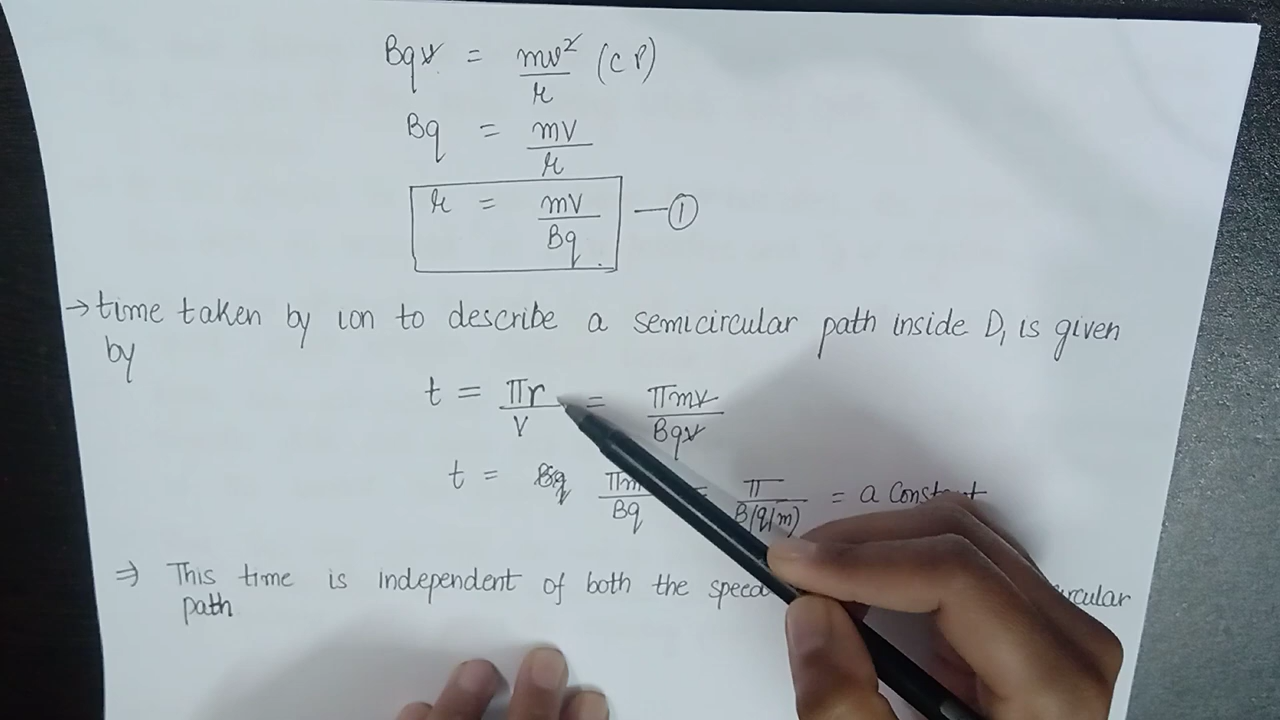 Bqv = mv²/r (CP)
Bq = mv/r
r = mv/Bq —①
→ time taken by ion to describe a semicircular path inside D₁ is given
by
t = πr/v = πmv/Bqv
t = πm/Bq = π/B(q/m) = a constant
⇒ This time is independent of both the speed
path